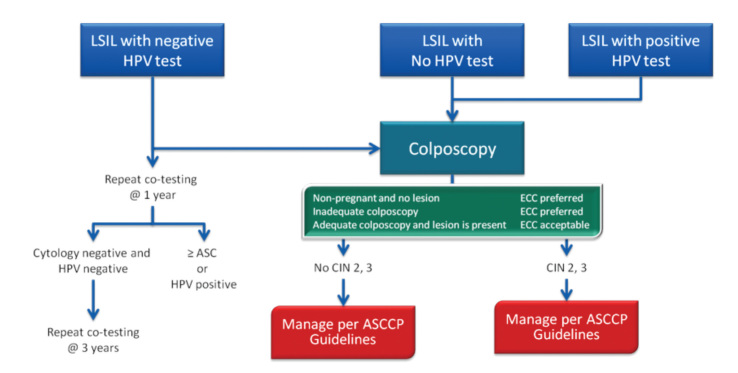 LSIL with negative
HPV test
LSIL with
No HPV test
LSIL with positive
HPV test
Colposcopy
Repeat co-testing
@ 1 year
Non-pregnant and no lesion ECC preferred
Inadequate colposcopy ECC preferred
Adequate colposcopy and lesion is present ECC acceptable
Cytology negative and
HPV negative
≥ ASC
or
HPV positive
No CIN 2, 3
CIN 2, 3
Repeat co-testing
@ 3 years
Manage per ASCCP
Guidelines
Manage per ASCCP
Guidelines